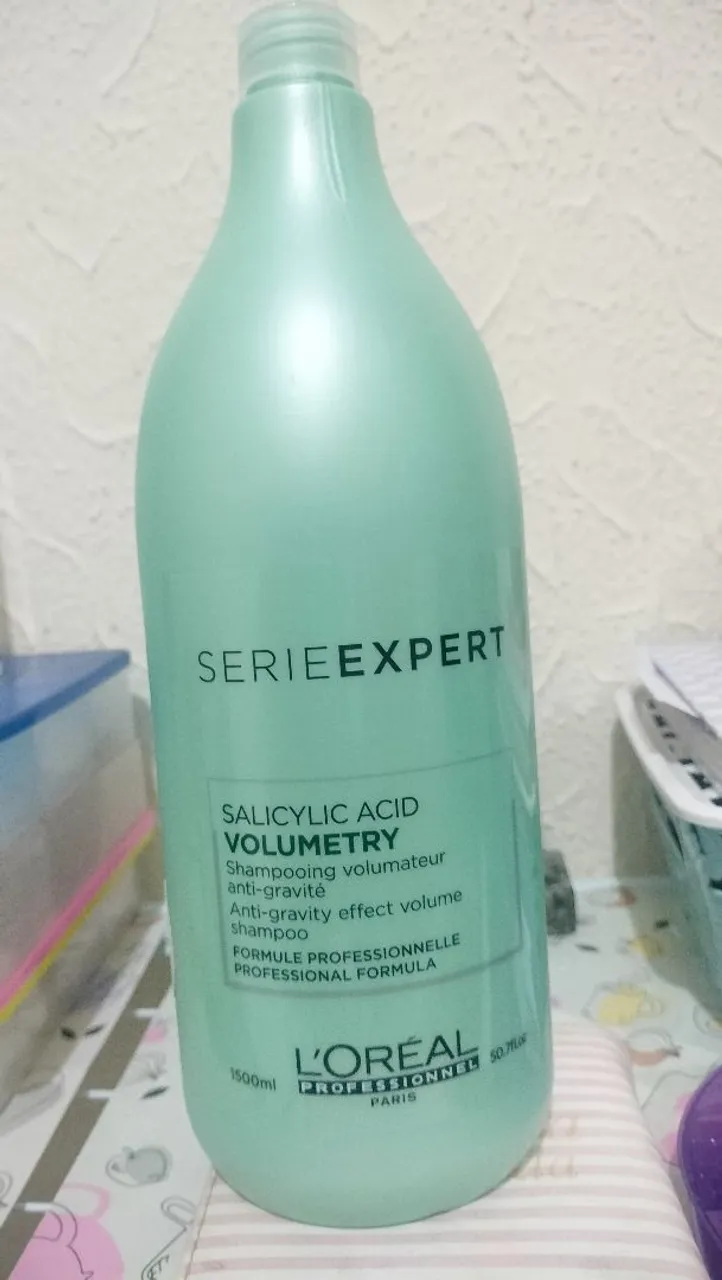 SERIEEXPERT
SALICYLIC ACID
VOLUMETRY
Shampooing volumateur
anti-gravité
Anti-gravity effect volume
shampoo
FORMULE PROFESSIONNELLE
PROFESSIONAL FORMULA
1500ml
L'ORÉAL
PROFESSIONNEL
PARIS
50.7fl.oz